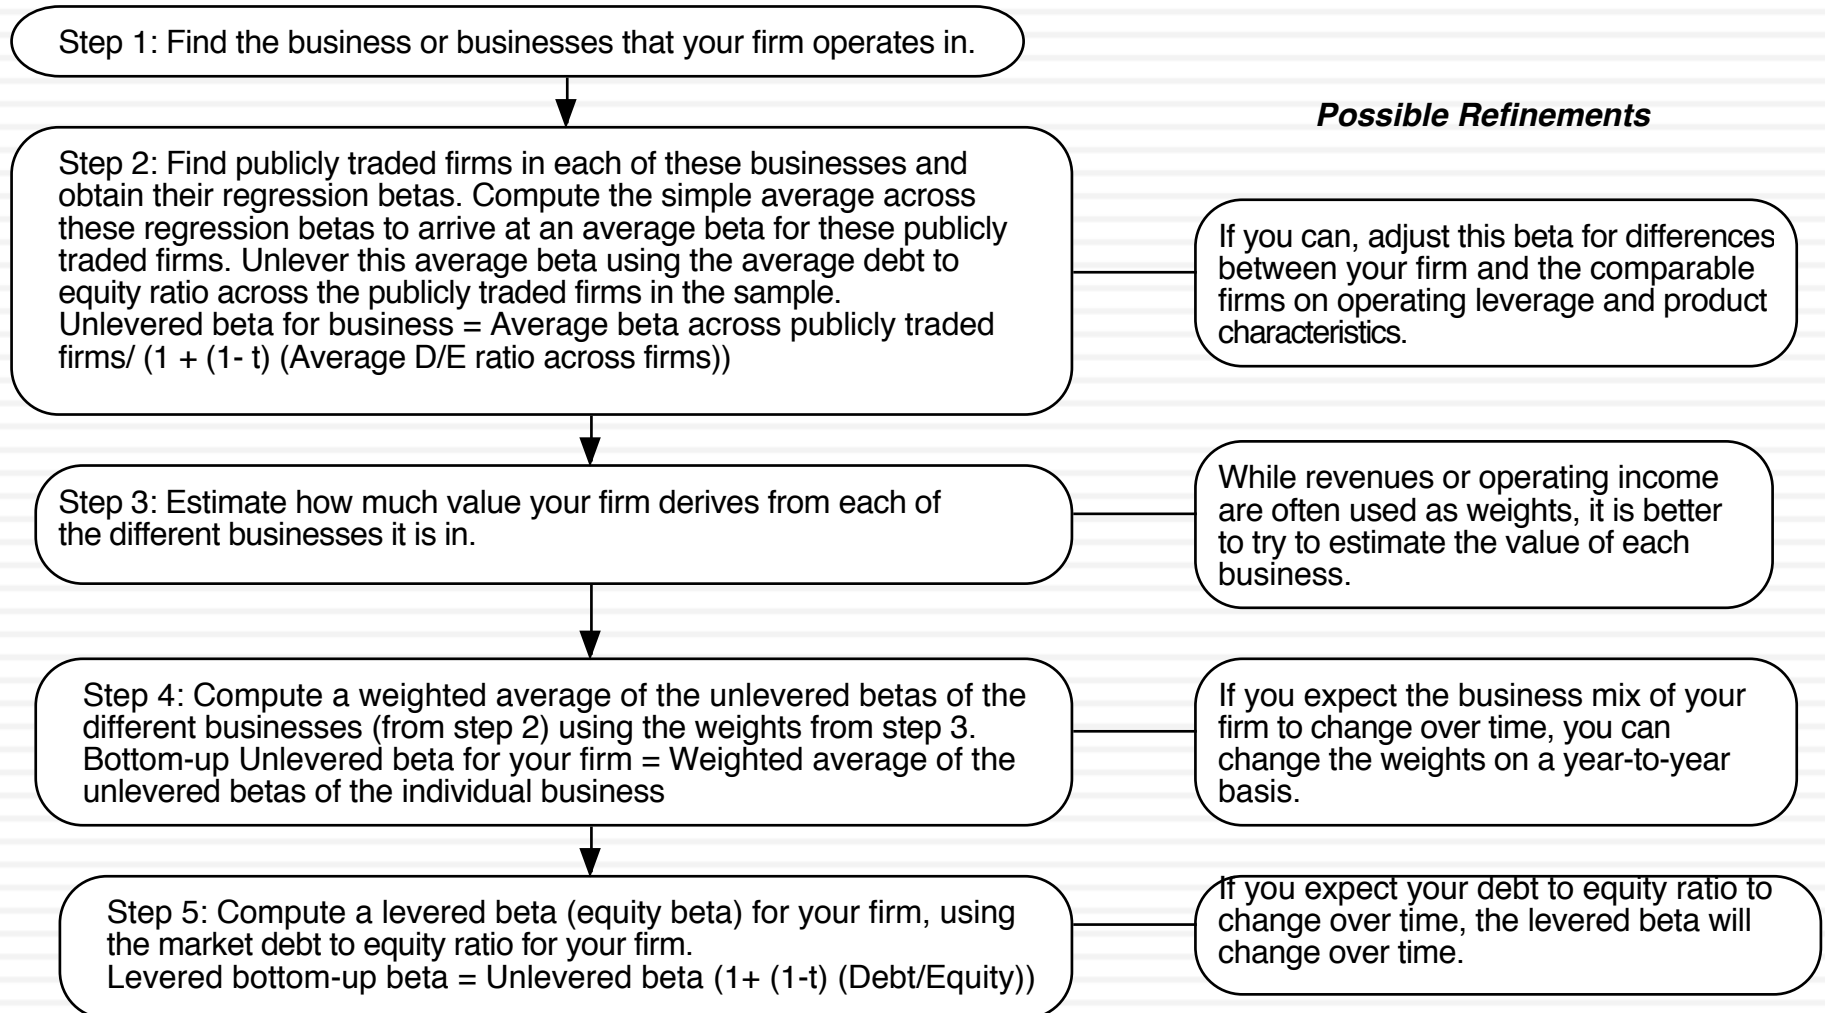 Step 1: Find the business or businesses that your firm operates in.
Possible Refinements
Step 2: Find publicly traded firms in each of these businesses and
obtain their regression betas. Compute the simple average across
these regression betas to arrive at an average beta for these publicly
traded firms. Unlever this average beta using the average debt to
equity ratio across the publicly traded firms in the sample.
Unlevered beta for business = Average beta across publicly traded
firms/ (1 + (1- t) (Average D/E ratio across firms))
If you can, adjust this beta for differences
between your firm and the comparable
firms on operating leverage and product
characteristics.
Step 3: Estimate how much value your firm derives from each of
the different businesses it is in.
While revenues or operating income
are often used as weights, it is better
to try to estimate the value of each
business.
Step 4: Compute a weighted average of the unlevered betas of the
different businesses (from step 2) using the weights from step 3.
Bottom-up Unlevered beta for your firm = Weighted average of the
unlevered betas of the individual business
If you expect the business mix of your
firm to change over time, you can
change the weights on a year-to-year
basis.
Step 5: Compute a levered beta (equity beta) for your firm, using
the market debt to equity ratio for your firm.
Levered bottom-up beta = Unlevered beta (1+ (1-t) (Debt/Equity))
If you expect your debt to equity ratio to
change over time, the levered beta will
change over time.